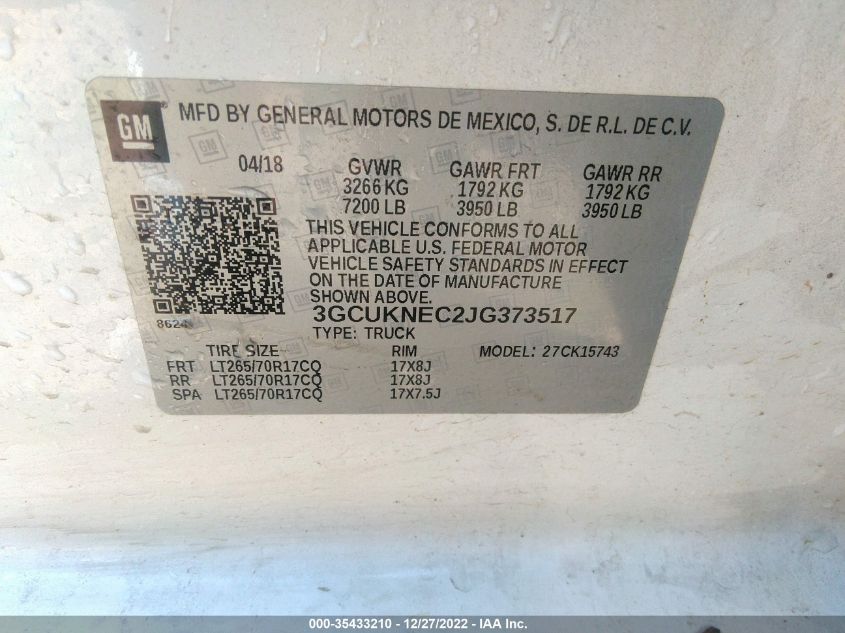 GM MFD BY GENERAL MOTORS DE MEXICO, S. DE R.L. DE C.V.
04/18 GVWR GAWR FRT GAWR RR
3266 KG 1792 KG 1792 KG
7200 LB 3950 LB 3950 LB
THIS VEHICLE CONFORMS TO ALL
APPLICABLE U.S. FEDERAL MOTOR
VEHICLE SAFETY STANDARDS IN EFFECT
ON THE DATE OF MANUFACTURE
SHOWN ABOVE.
8624 3GCUKNEC2JG373517
TYPE: TRUCK
TIRE SIZE RIM MODEL: 27CK15743
FRT LT265/70R17CQ 17X8J
RR LT265/70R17CQ 17X8J
SPA LT265/70R17CQ 17X7.5J
000-35433210 - 12/27/2022 - IAA Inc.